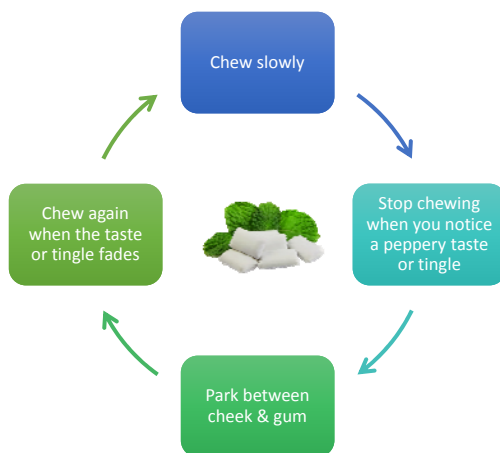 Chew slowly
Stop chewing
when you notice
a peppery taste
or tingle
Park between
cheek & gum
Chew again
when the taste
or tingle fades